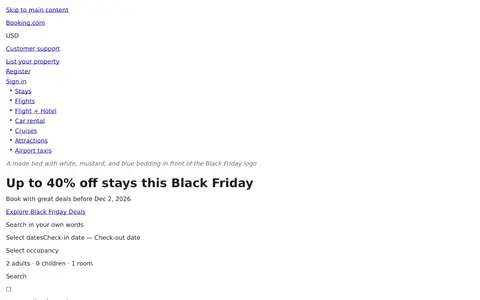 Skip to main content
Booking.com
USD
Customer support
List your property
Register
Sign in
• Stays
• Flights
• Flight + Hotel
• Car rental
• Cruises
• Attractions
• Airport taxis
A made bed with white, mustard, and blue bedding in front of the Black Friday logo
Up to 40% off stays this Black Friday
Book with great deals before Dec 2, 2026.
Explore Black Friday Deals
Search in your own words
Select datesCheck-in date — Check-out date
Select occupancy
2 adults · 0 children · 1 room
Search